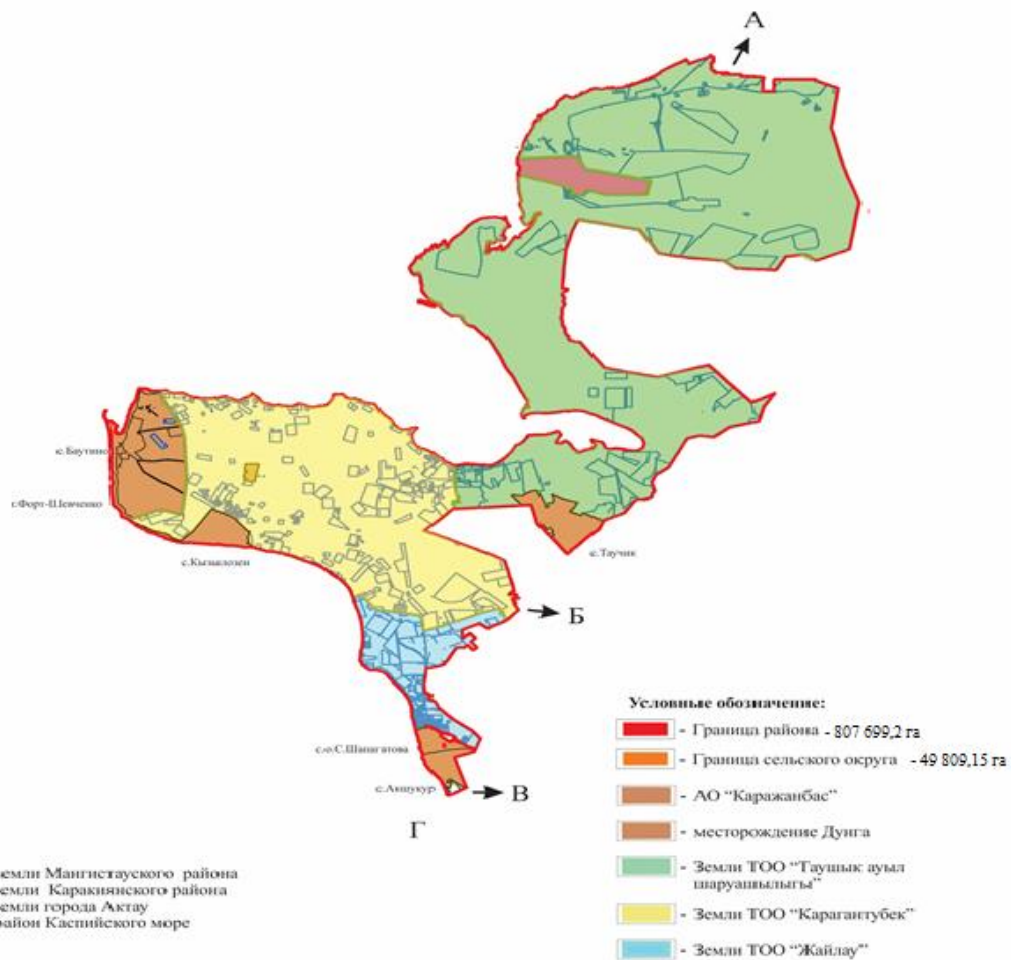 А
с.Баутино
г.Форт-Шевченко
с.Кызылозен
с.Таучик
Б
с.о.С.Шапагатова
с.Акшукур
В
Г
Условные обозначение:
- Граница района - 807 699,2 га
- Граница сельского округа - 49 809,15 га
- АО “Каражанбас”
- месторождение Дунга
- Земли ТОО “Таушык ауыл
шаруашылыгы”
- Земли ТОО “Карагантубек”
- Земли ТОО “Жайлау”
земли Мангистауского района
земли Каракиянского района
земли города Актау
район Каспийского море